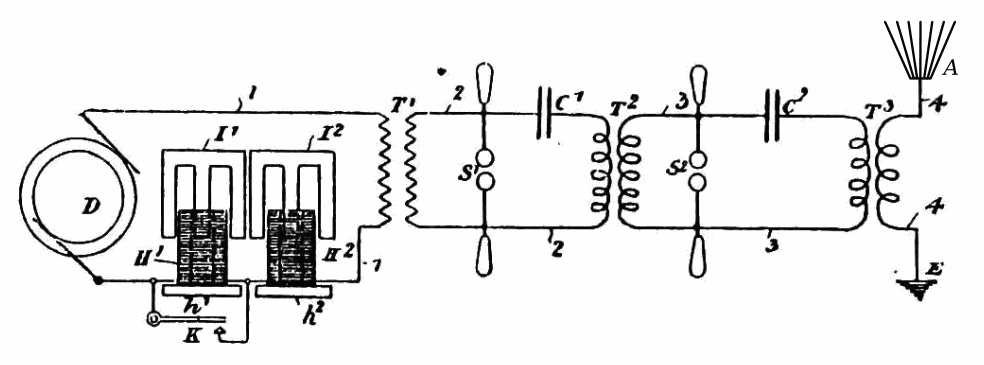 A
1
T¹
2
C¹
T²
3
C²
T³
4
I¹
I²
D
S¹
S²
4
H¹
H²
1
2
3
E
h¹
h²
K